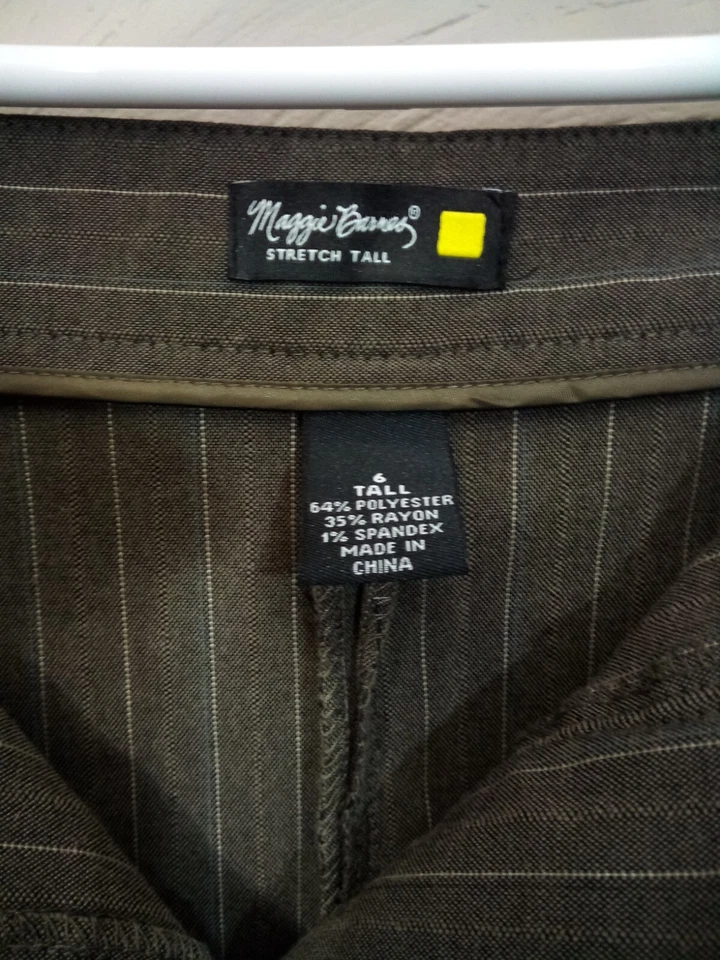 Maggie Barnes®
STRETCH TALL
6
TALL
64% POLYESTER
35% RAYON
1% SPANDEX
MADE IN
CHINA